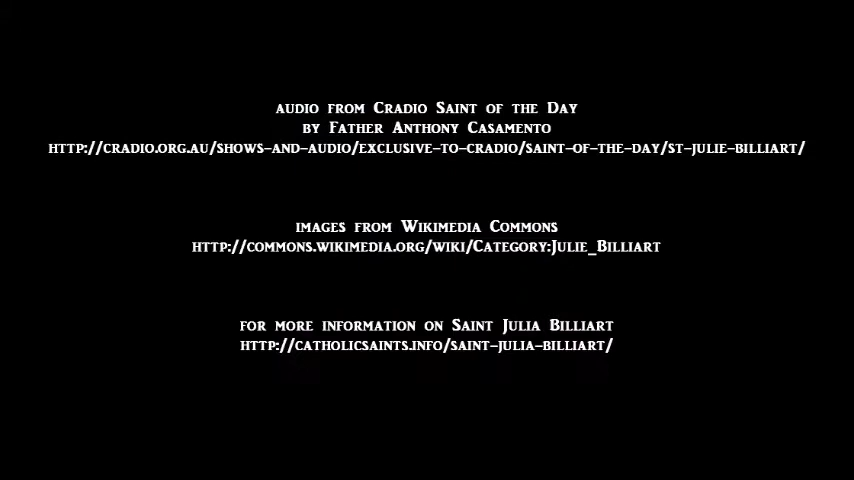 audio from Cradio Saint of the Day
by Father Anthony Casamento
http://cradio.org.au/shows-and-audio/exclusive-to-cradio/saint-of-the-day/st-julie-billiart/
images from Wikimedia Commons
http://commons.wikimedia.org/wiki/Category:Julie_Billiart
for more information on Saint Julia Billiart
http://catholicsaints.info/saint-julia-billiart/